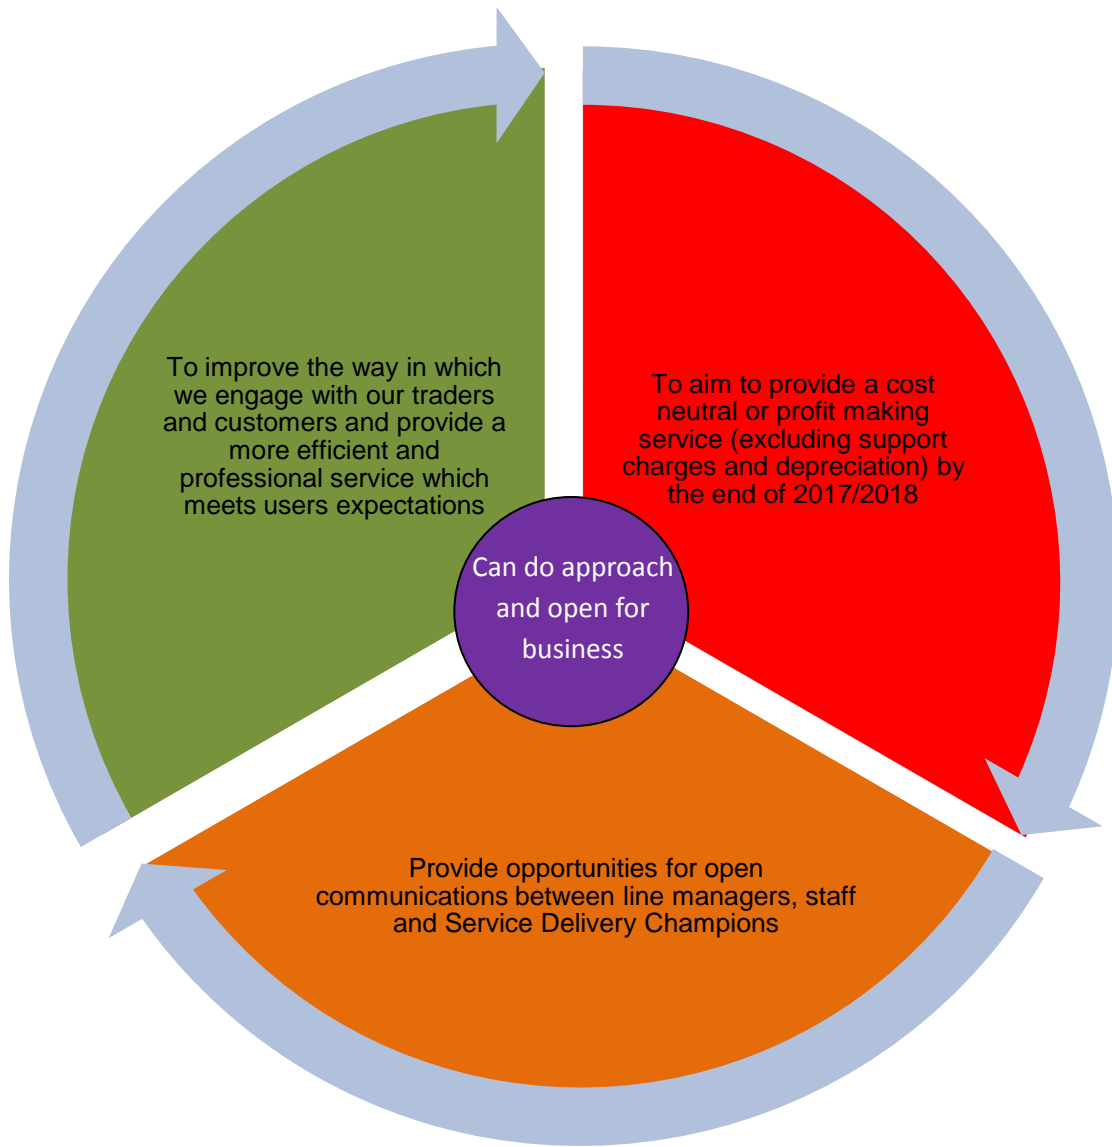 To improve the way in which
we engage with our traders
and customers and provide a
more efficient and
professional service which
meets users expectations
To aim to provide a cost
neutral or profit making
service (excluding support
charges and depreciation) by
the end of 2017/2018
Can do approach
and open for
business
Provide opportunities for open
communications between line managers, staff
and Service Delivery Champions